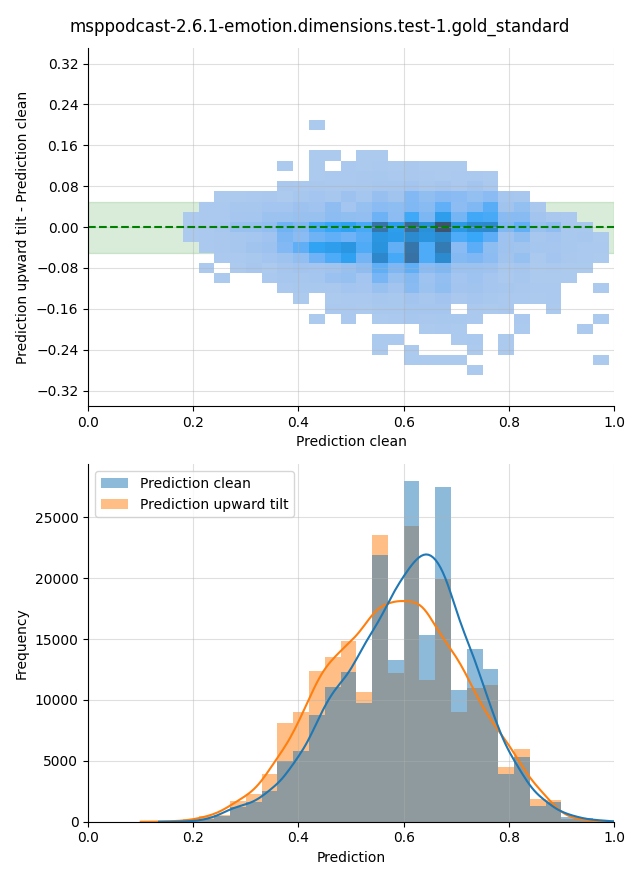 msppodcast-2.6.1-emotion.dimensions.test-1.gold_standard
0.32
0.24
0.16
0.08
0.00
−0.08
−0.16
−0.24
−0.32
Prediction upward tilt - Prediction clean
0.0 0.2 0.4 0.6 0.8 1.0
Prediction clean
Prediction clean
Prediction upward tilt
25000
20000
15000
10000
5000
0
Frequency
0.0 0.2 0.4 0.6 0.8 1.0
Prediction